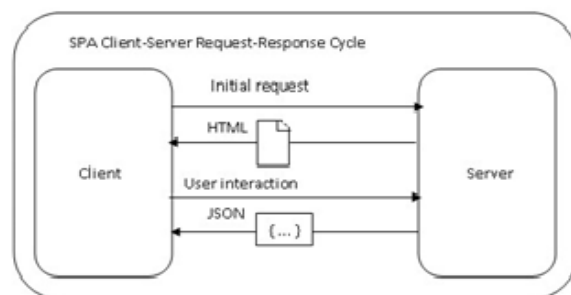 SPA Client-Server Request-Response Cycle
Initial request
HTML
Client
Server
User interaction
JSON
{...}